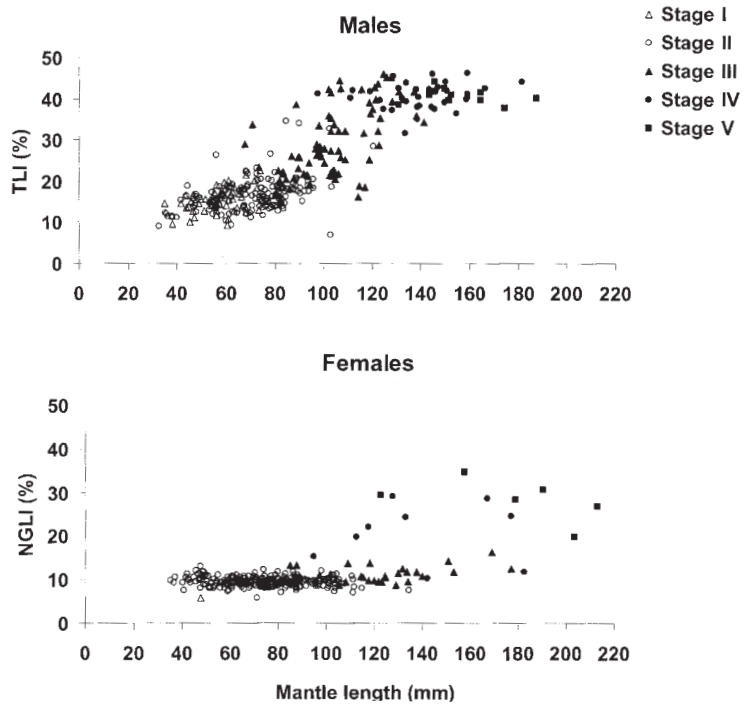 Males
△ Stage I
○ Stage II
▲ Stage III
● Stage IV
■ Stage V
TLI (%)
50
40
30
20
10
0
0 20 40 60 80 100 120 140 160 180 200 220
Females
NGLI (%)
50
40
30
20
10
0
0 20 40 60 80 100 120 140 160 180 200 220
Mantle length (mm)